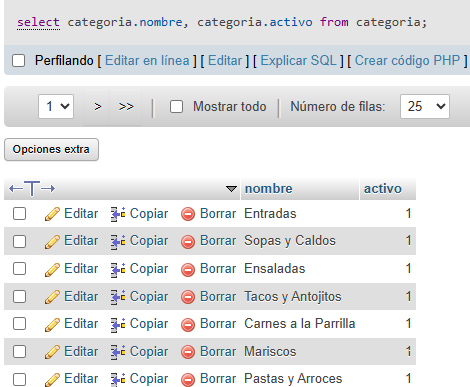 select categoria.nombre, categoria.activo from categoria;
Perfilando [ Editar en línea ] [ Editar ] [ Explicar SQL ] [ Crear código PHP ]
1 > >> Mostrar todo Número de filas: 25
Opciones extra
nombre activo
Editar Copiar Borrar Entradas 1
Editar Copiar Borrar Sopas y Caldos 1
Editar Copiar Borrar Ensaladas 1
Editar Copiar Borrar Tacos y Antojitos 1
Editar Copiar Borrar Carnes a la Parrilla 1
Editar Copiar Borrar Mariscos 1
Editar Copiar Borrar Pastas y Arroces 1